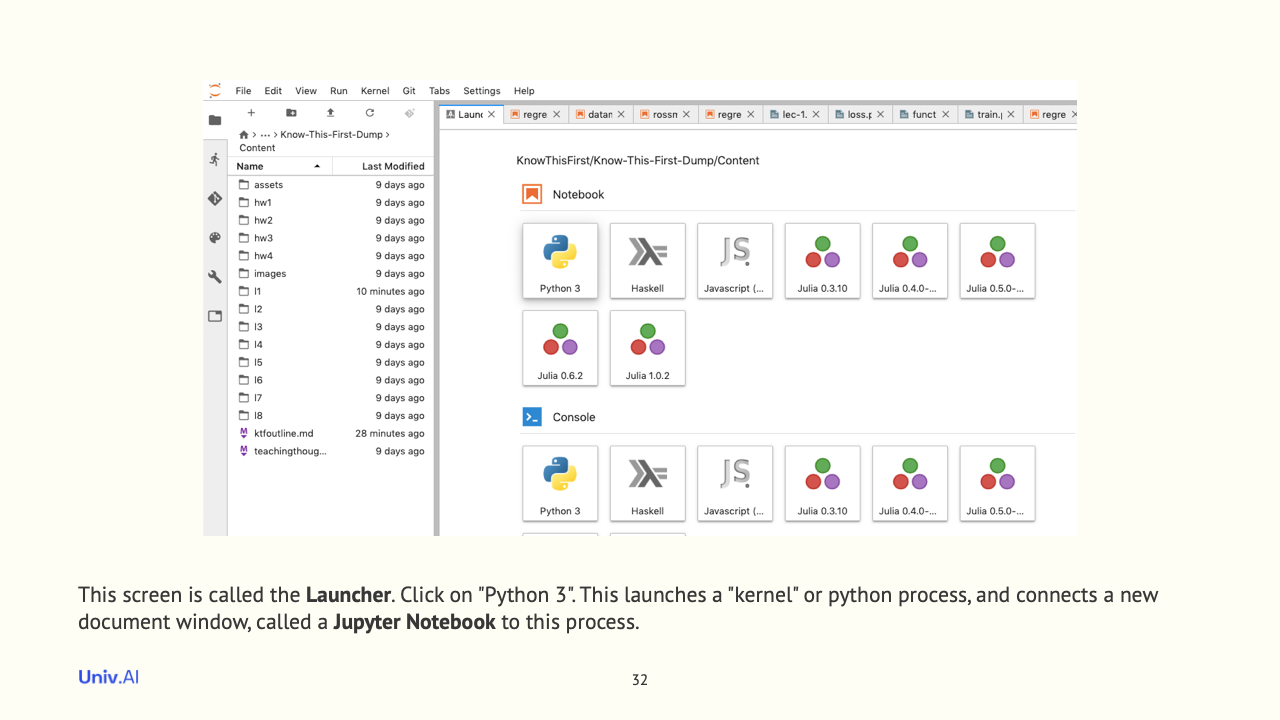 File Edit View Run Kernel Git Tabs Settings Help
Launc regre datan rossn regre lec-1. loss.p funct train.p regre
> ... > Know-This-First-Dump >
Content
Name Last Modified
assets 9 days ago
hw1 9 days ago
hw2 9 days ago
hw3 9 days ago
hw4 9 days ago
images 9 days ago
l1 10 minutes ago
l2 9 days ago
l3 9 days ago
l4 9 days ago
l5 9 days ago
l6 9 days ago
l7 9 days ago
l8 9 days ago
ktfoutline.md 28 minutes ago
teachingthoug... 9 days ago
KnowThisFirst/Know-This-First-Dump/Content
Notebook
JS
Python 3 Haskell Javascript (... Julia 0.3.10 Julia 0.4.0-... Julia 0.5.0-...
Julia 0.6.2 Julia 1.0.2
Console
JS
Python 3 Haskell Javascript (... Julia 0.3.10 Julia 0.4.0-... Julia 0.5.0-...
This screen is called the Launcher. Click on "Python 3". This launches a "kernel" or python process, and connects a new
document window, called a Jupyter Notebook to this process.
Univ.AI
32